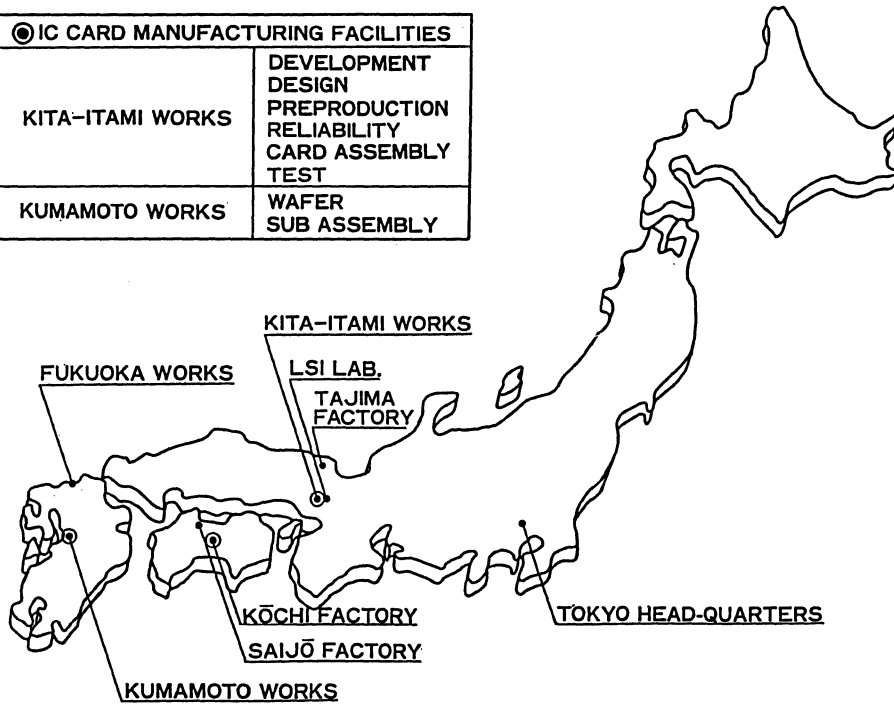 ◉IC CARD MANUFACTURING FACILITIES
KITA-ITAMI WORKS
DEVELOPMENT
DESIGN
PREPRODUCTION
RELIABILITY
CARD ASSEMBLY
TEST
KUMAMOTO WORKS
WAFER
SUB ASSEMBLY
KITA-ITAMI WORKS
LSI LAB.
TAJIMA
FACTORY
FUKUOKA WORKS
KŌCHI FACTORY
SAIJŌ FACTORY
KUMAMOTO WORKS
TOKYO HEAD-QUARTERS